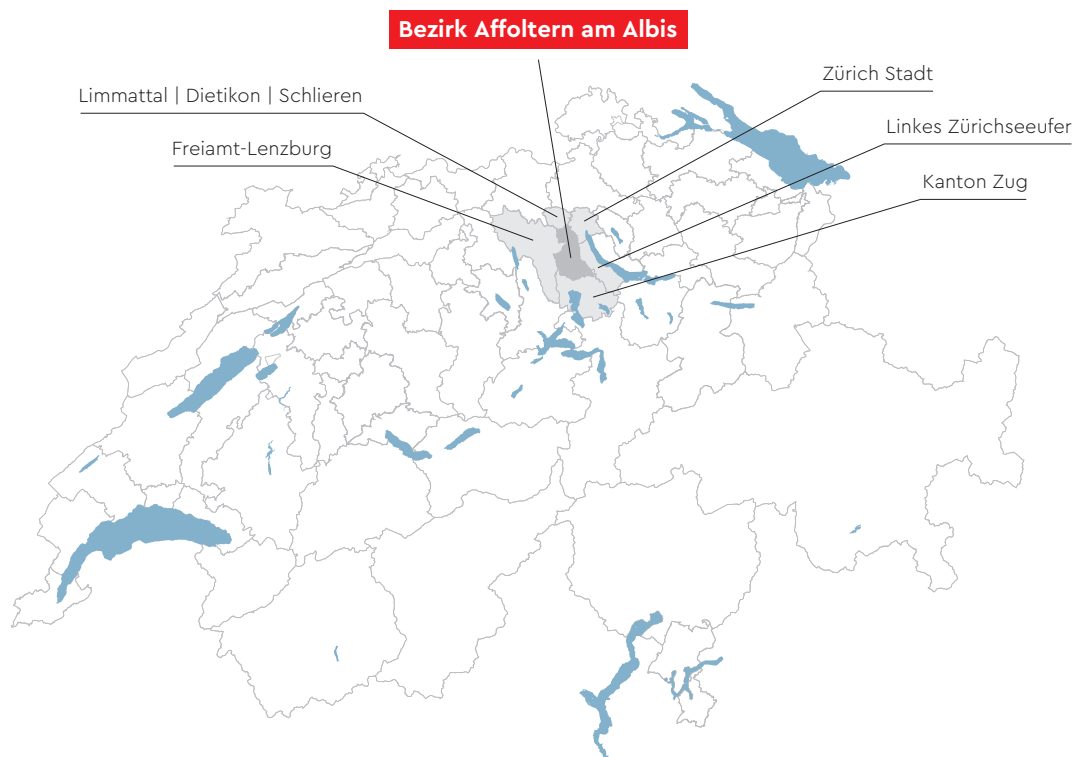 Bezirk Affoltern am Albis
Zürich Stadt
Limmattal | Dietikon | Schlieren
Linkes Zürichseeufer
Freiamt-Lenzburg
Kanton Zug